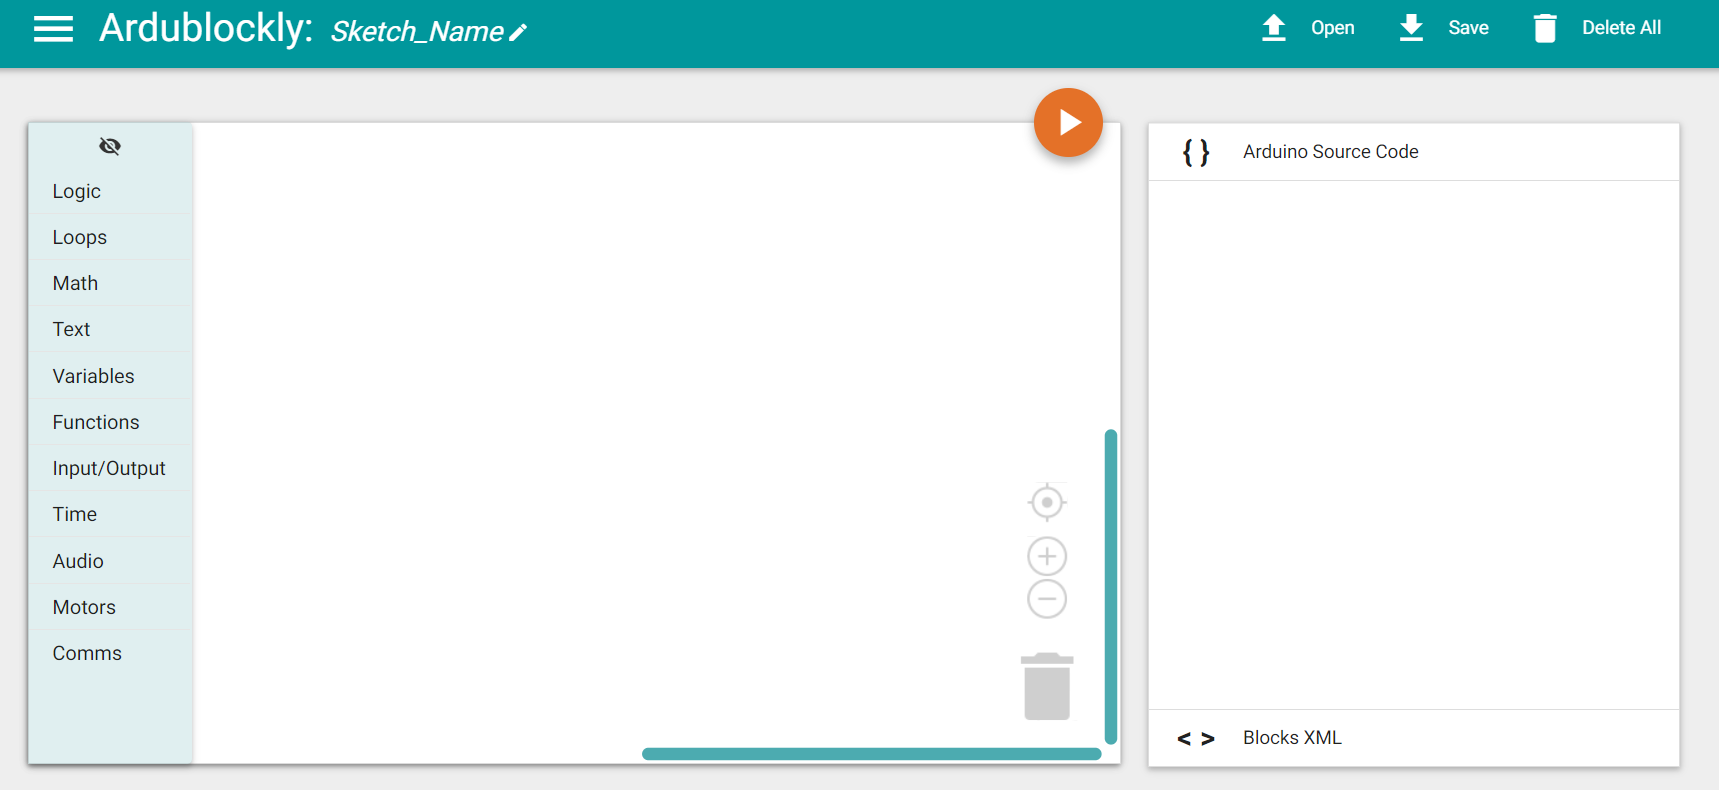 Ardublockly: Sketch_Name
Open
Save
Delete All
Logic
Loops
Math
Text
Variables
Functions
Input/Output
Time
Audio
Motors
Comms
{ } Arduino Source Code
< > Blocks XML